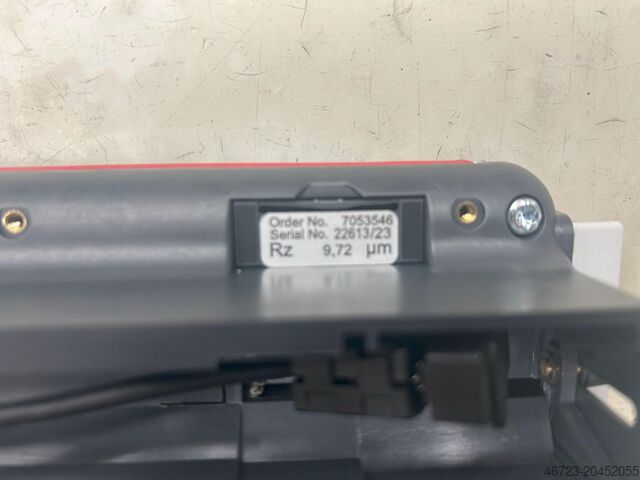 Order No. 7053546
Serial No. 22613/23
Rz 9,72 µm
46723-20452055